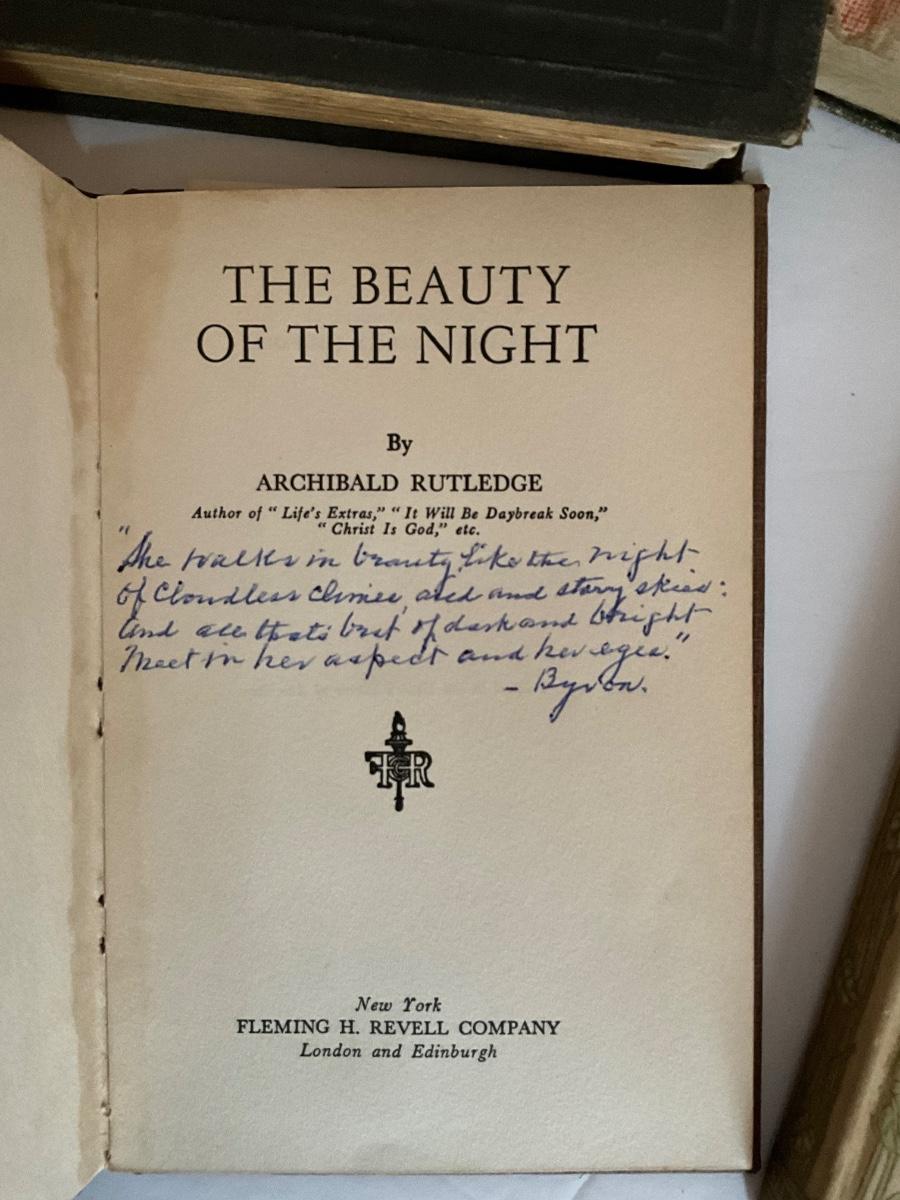 THE BEAUTY
OF THE NIGHT
By
ARCHIBALD RUTLEDGE
Author of “Life's Extras,” “It Will Be Daybreak Soon,”
“Christ Is God,” etc.
"She walks in beauty, like the night
Of Cloudless climes, and and starry skies:
And all that's best of dark and bright
Meet in her aspect and her eyes."
- Byron.
FHR
New York
FLEMING H. REVELL COMPANY
London and Edinburgh